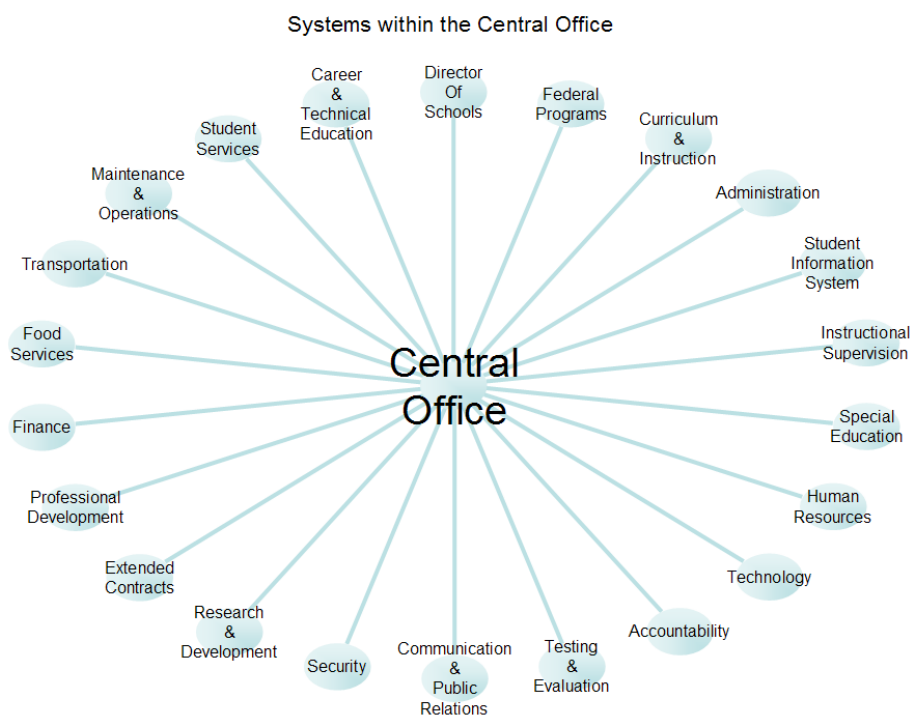 Systems within the Central Office
Director
Of
Schools
Federal
Programs
Curriculum
&
Instruction
Administration
Student
Information
System
Instructional
Supervision
Special
Education
Human
Resources
Technology
Accountability
Testing
&
Evaluation
Communication
&
Public
Relations
Security
Research
&
Development
Extended
Contracts
Professional
Development
Finance
Food
Services
Transportation
Maintenance
&
Operations
Student
Services
Career
&
Technical
Education
Central
Office